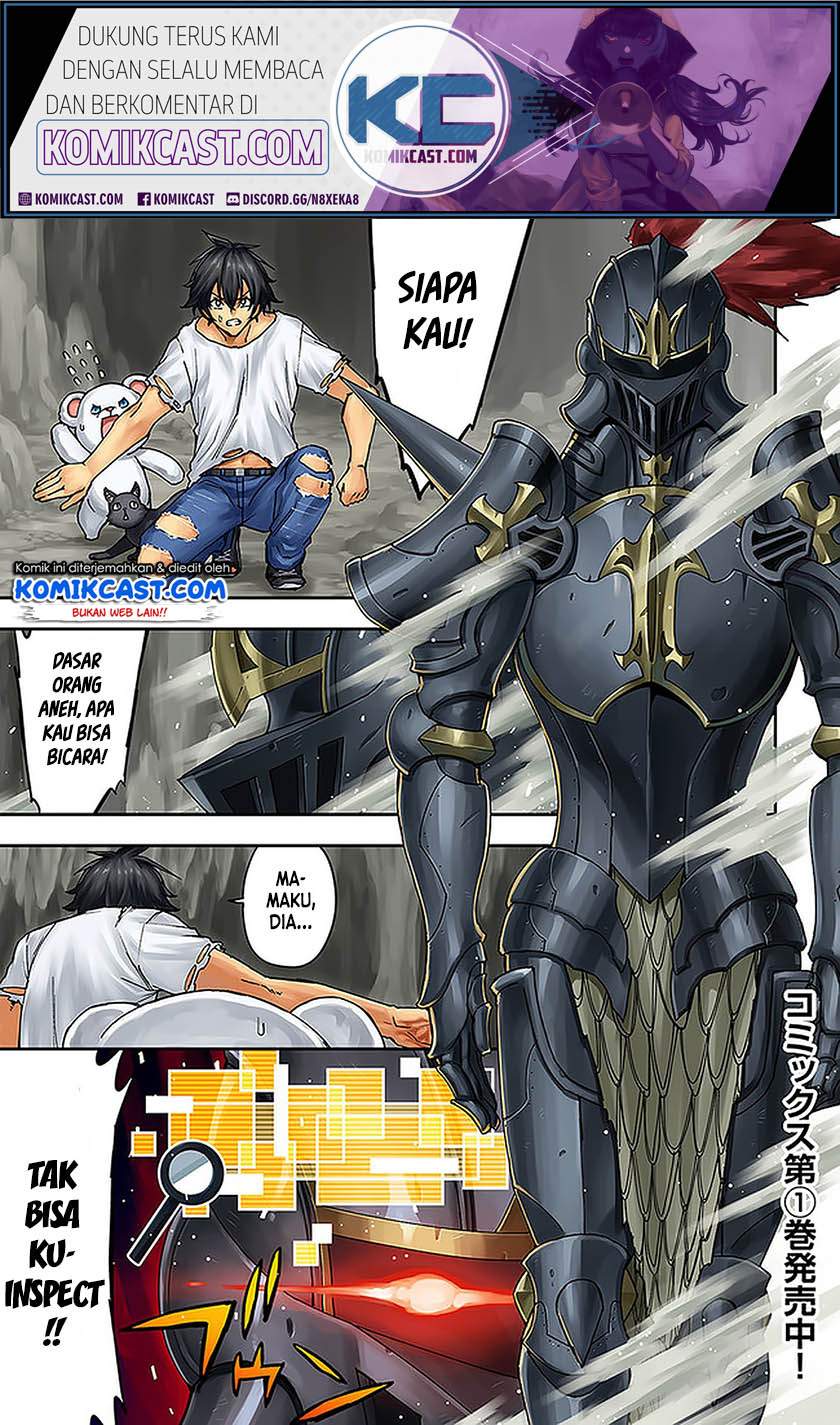 DUKUNG TERUS KAMI
DENGAN SELALU MEMBACA
DAN BERKOMENTAR DI
KOMIKCAST.COM
KC
KOMIKCAST.COM
KOMIKCAST.COM
KOMIKCAST
DISCORD.GG/N8XEKA8
SIAPA
KAU!
Komik ini diterjemahkan & diedit oleh
KOMIKCAST.COM
BUKAN WEB LAIN!!
DASAR
ORANG
ANEH, APA
KAU BISA
BICARA!
MA-
MAKU,
DIA...
コミックス第①巻発売中！
TAK
BISA
KU-
INSPECT
!!